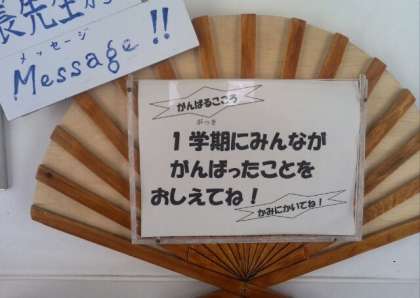 長先生から
メッセージ
Message!!
がんばるこころ
がっき
1学期にみんなが
がんばったことを
おしえてね!
かみにかいてね!